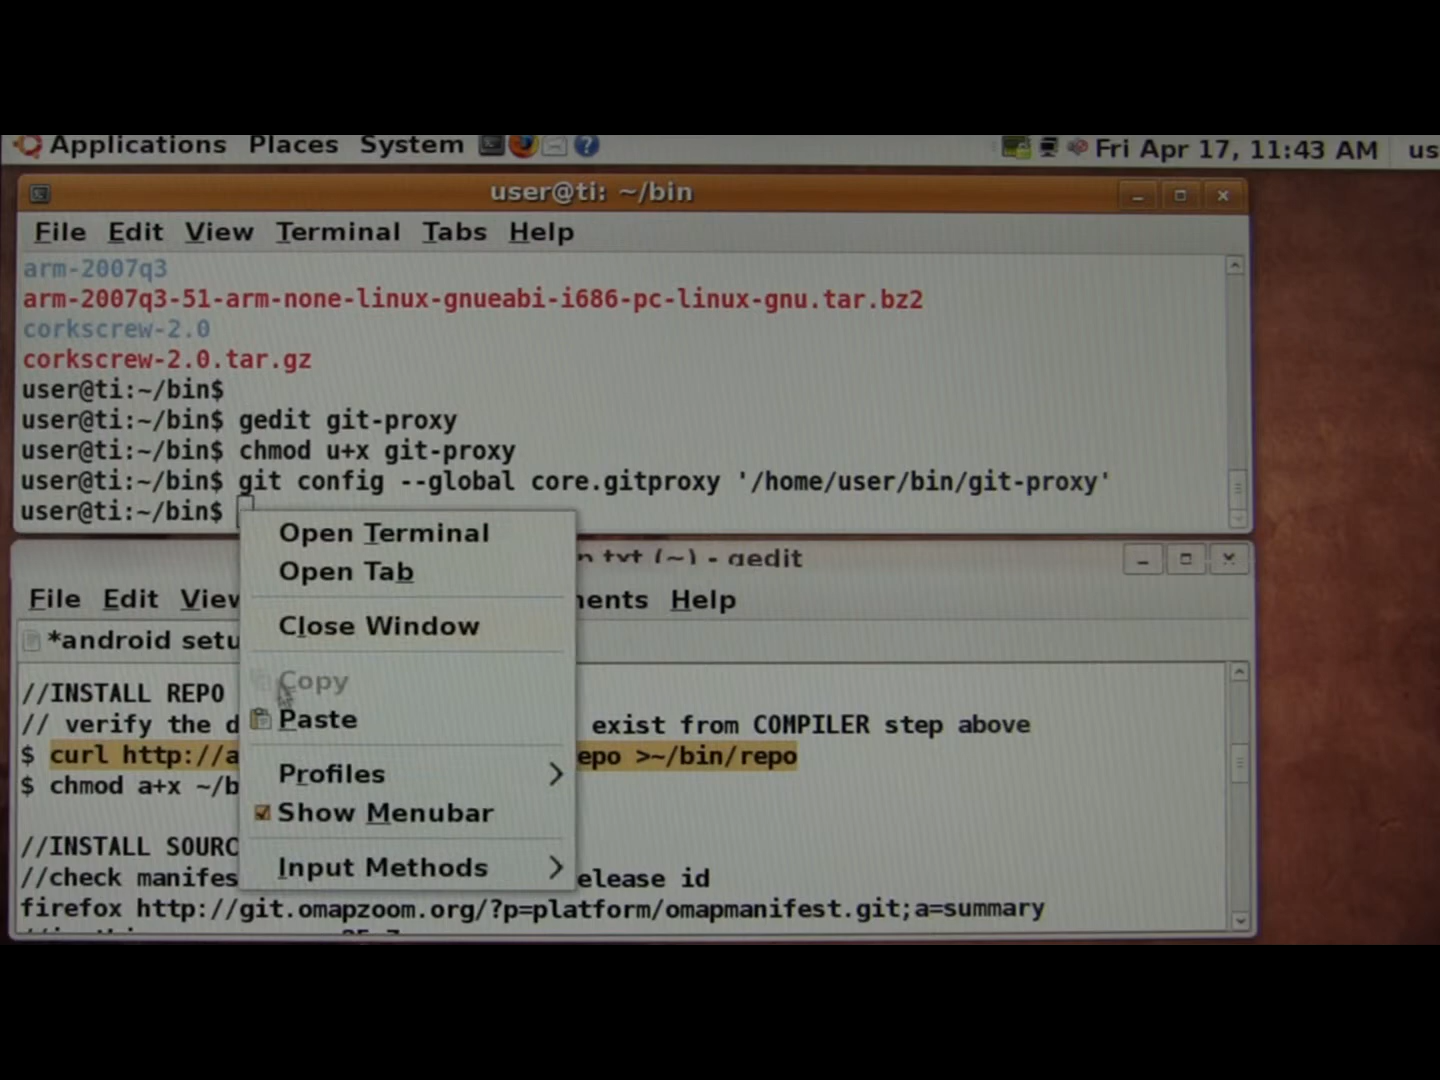 Applications Places System Fri Apr 17, 11:43 AM us
user@ti: ~/bin
File Edit View Terminal Tabs Help
arm-2007q3
arm-2007q3-51-arm-none-linux-gnueabi-i686-pc-linux-gnu.tar.bz2
corkscrew-2.0
corkscrew-2.0.tar.gz
user@ti:~/bin$
user@ti:~/bin$ gedit git-proxy
user@ti:~/bin$ chmod u+x git-proxy
user@ti:~/bin$ git config --global core.gitproxy '/home/user/bin/git-proxy'
user@ti:~/bin$
Open Terminal
Open Tab
Close Window
Copy
Paste
Profiles
Show Menubar
Input Methods
txt (~) - gedit
File Edit View ments Help
*android setu
//INSTALL REPO
// verify the d exist from COMPILER step above
$ curl http://a epo >~/bin/repo
$ chmod a+x ~/b
//INSTALL SOURC
//check manifes elease id
firefox http://git.omapzoom.org/?p=platform/omapmanifest.git;a=summary